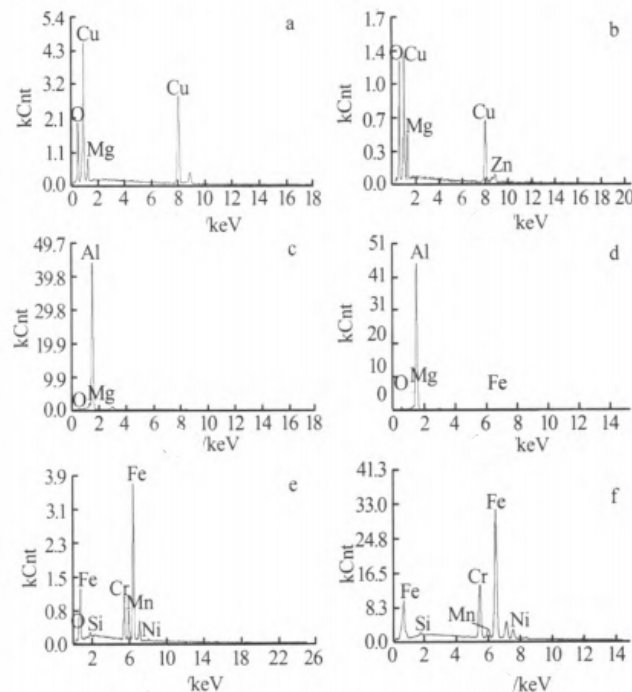 a
kCnt
5.4
4.3
3.2
2.1
1.1
0.0
Cu
O
Mg
Cu
0 2 4 6 8 10 12 14 16 18
/keV
b
kCnt
1.7
1.4
1.0
0.7
0.3
0.0
O Cu
Mg
Cu
Zn
2 4 6 8 10 12 14 16 18 20
/keV
c
kCnt
49.7
39.8
29.8
19.9
9.9
0.0
Al
O Mg
0 2 4 6 8 10 12 14 16 18
/keV
d
kCnt
51
41
31
31
20
10
0
Al
O Mg
Fe
0 2 4 6 8 10 12 14
/keV
e
kCnt
3.9
3.1
2.3
1.5
0.8
0.0
Fe
Fe
O
Si
Cr
Mn
Ni
2 6 10 14 18 22 26
/keV
f
kCnt
41.3
33.0
24.8
16.5
8.3
0.0
Fe
Fe
Si
Cr
Mn
Ni
0 2 4 6 8 10 12 14
/keV